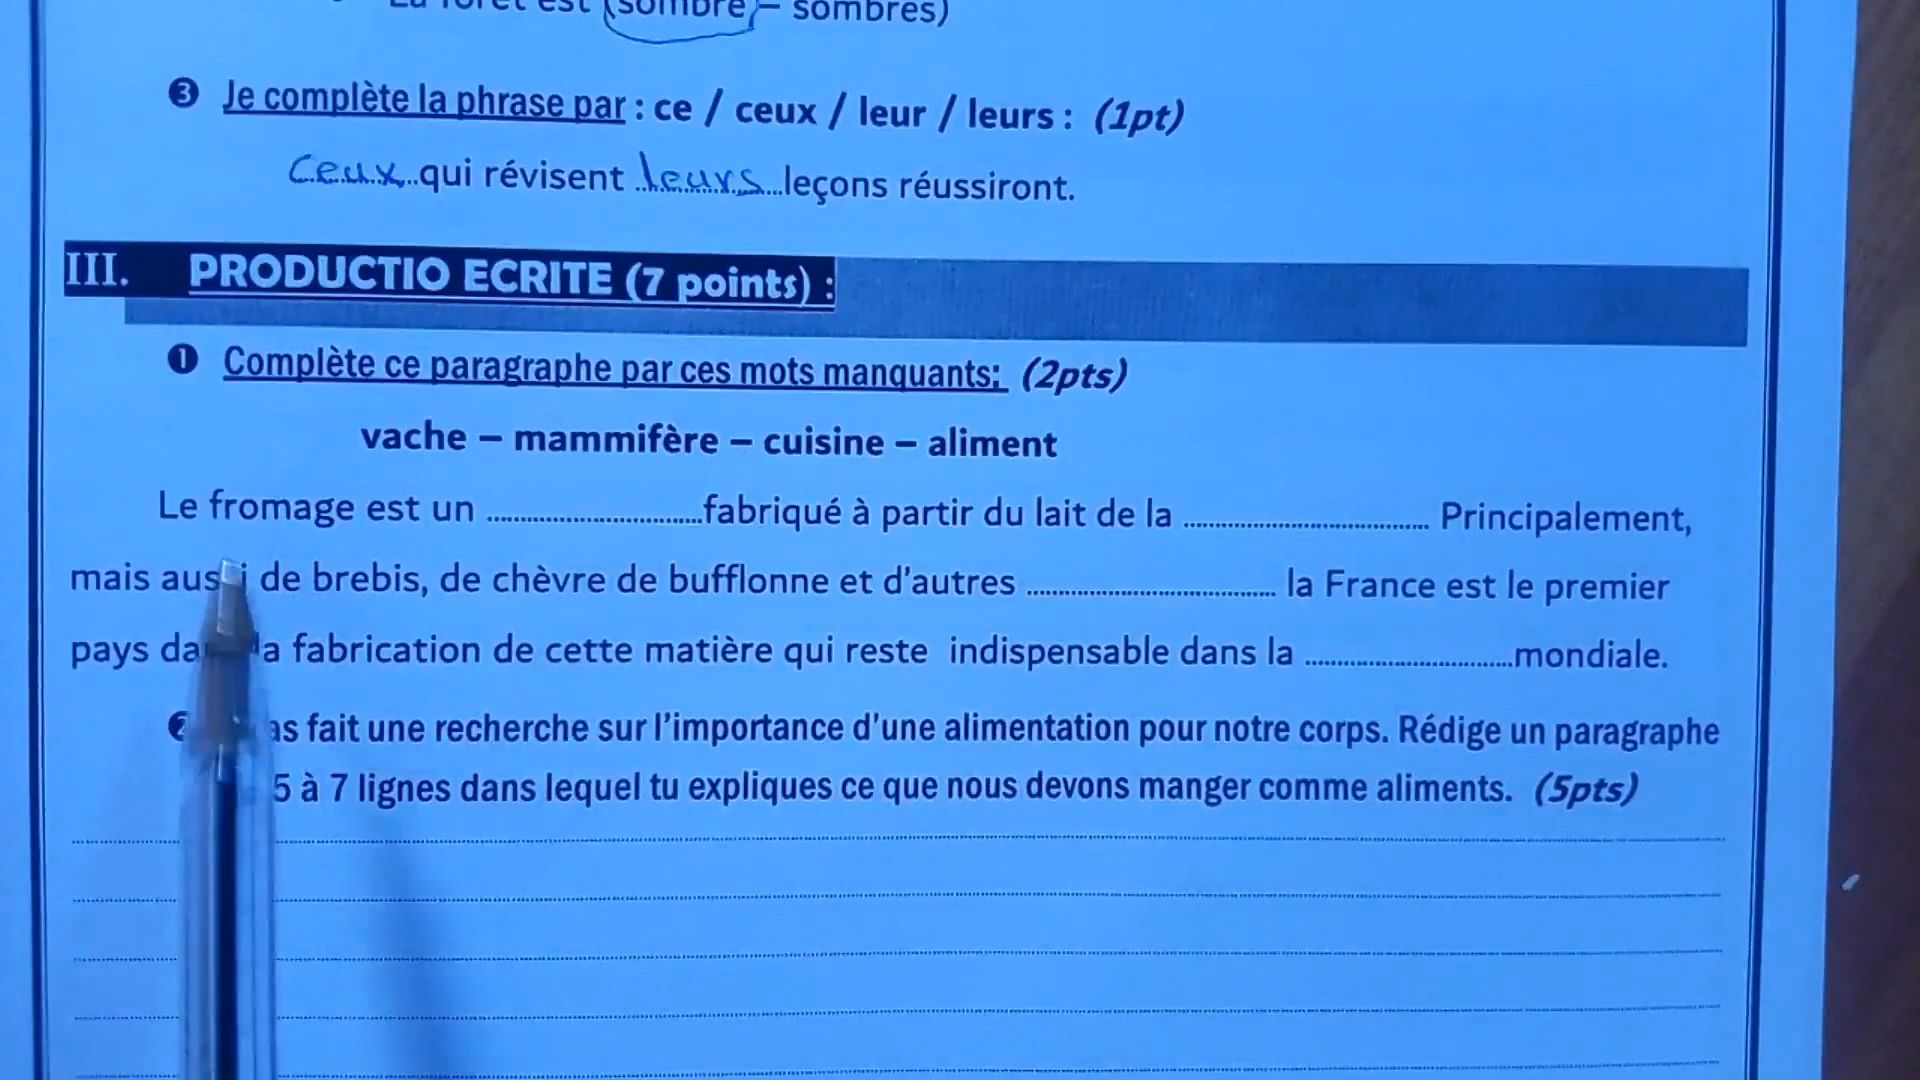 est (sombre – sombres)
❸ Je complète la phrase par : ce / ceux / leur / leurs : (1pt)
Ceux qui révisent leurs leçons réussiront.
III. PRODUCTIO ECRITE (7 points) :
❶ Complète ce paragraphe par ces mots manquants: (2pts)
vache – mammifère – cuisine – aliment
Le fromage est un ..............................fabriqué à partir du lait de la .............................. Principalement,
mais aussi de brebis, de chèvre de bufflonne et d'autres .............................. la France est le premier
pays la fabrication de cette matière qui reste indispensable dans la ..............................mondiale.
❷ as fait une recherche sur l'importance d'une alimentation pour notre corps. Rédige un paragraphe
5 à 7 lignes dans lequel tu expliques ce que nous devons manger comme aliments. (5pts)